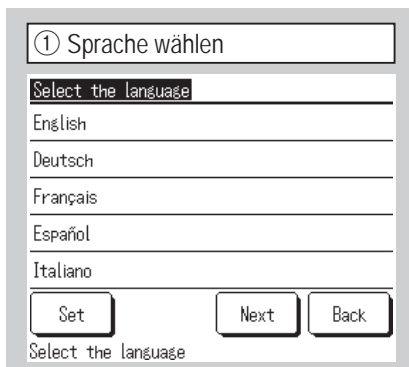 ① Sprache wählen
Select the language
English
Deutsch
Français
Español
Italiano
Set Next Back
Select the language